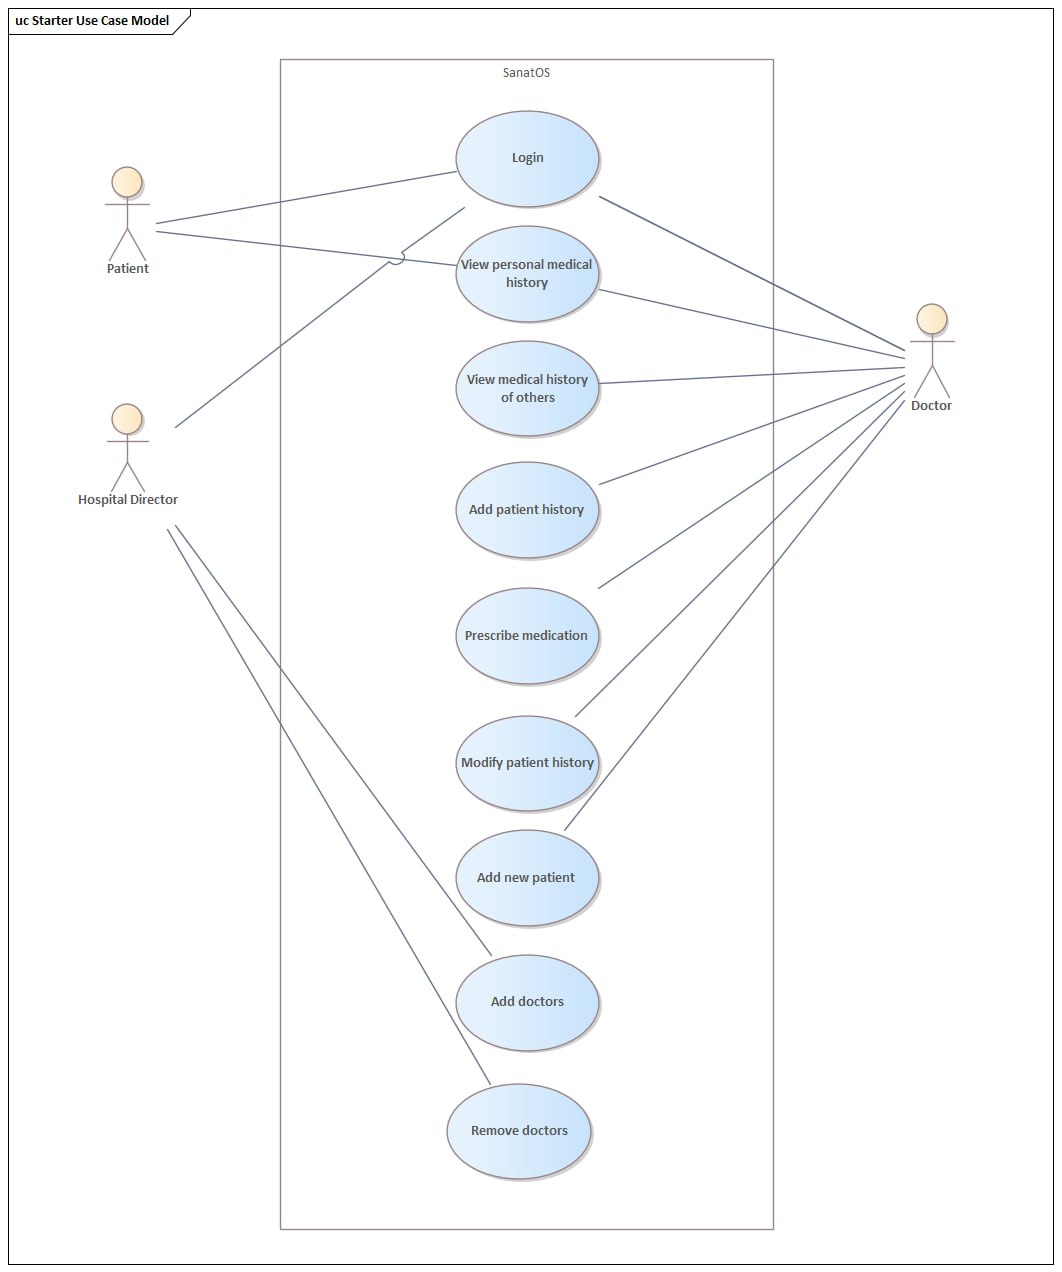 uc Starter Use Case Model
SanatOS
Login
Patient
View personal medical
history
View medical history
of others
Doctor
Hospital Director
Add patient history
Prescribe medication
Modify patient history
Add new patient
Add doctors
Remove doctors